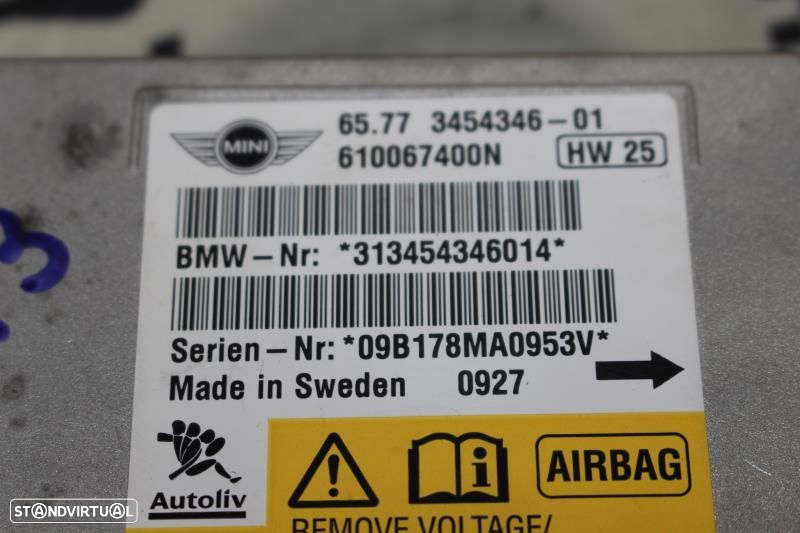 MINI
65.77 3454346-01
610067400N
HW 25
BMW-Nr: *313454346014*
Serien-Nr: *09B178MA0953V*
Made in Sweden 0927
Autoliv
AIRBAG
REMOVE VOLTAGE/
STANDVIRTUAL